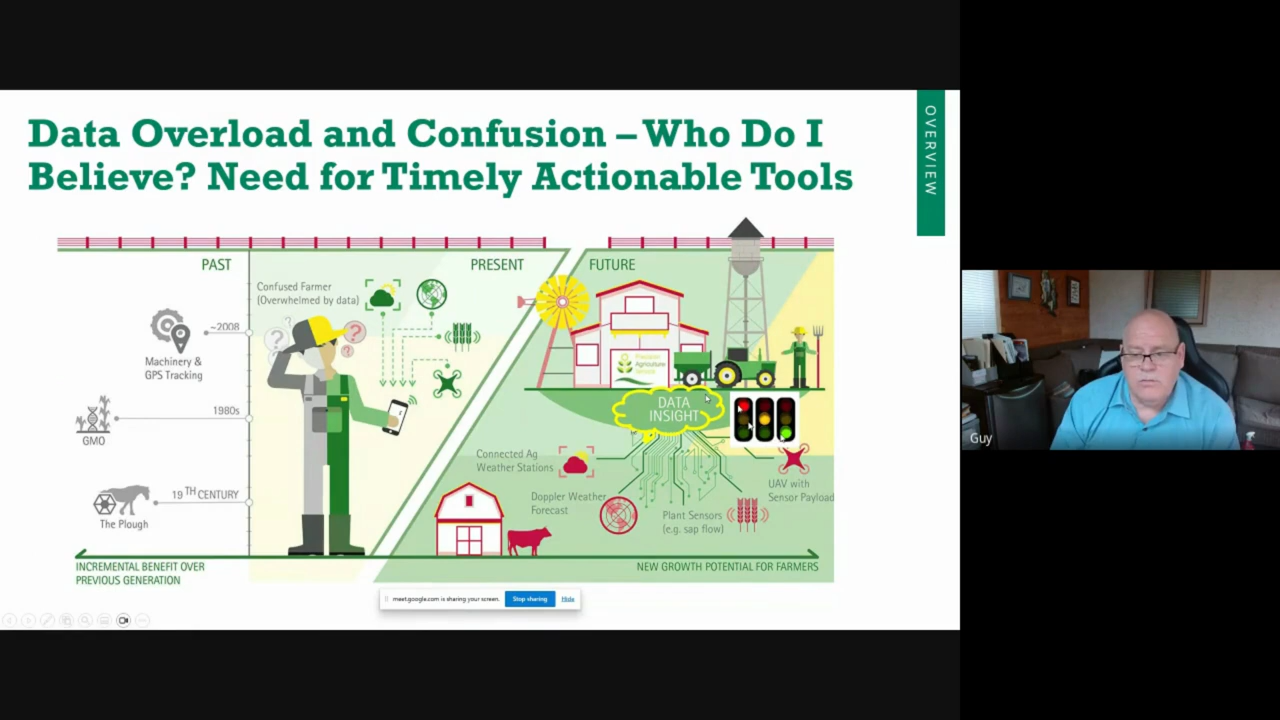 Data Overload and Confusion – Who Do I
Believe? Need for Timely Actionable Tools
OVERVIEW
PAST
PRESENT
FUTURE
Confused Farmer
(Overwhelmed by data)
~2008
Machinery &
GPS Tracking
1980s
GMO
19TH CENTURY
The Plough
Precision
Agriculture
DATA
INSIGHT
Connected Ag
Weather Stations
Doppler Weather
Forecast
Plant Sensors
(e.g. sap flow)
UAV with
Sensor Payload
INCREMENTAL BENEFIT OVER
PREVIOUS GENERATION
NEW GROWTH POTENTIAL FOR FARMERS
meet.google.com is sharing your screen.
Stop sharing
Hide
Guy